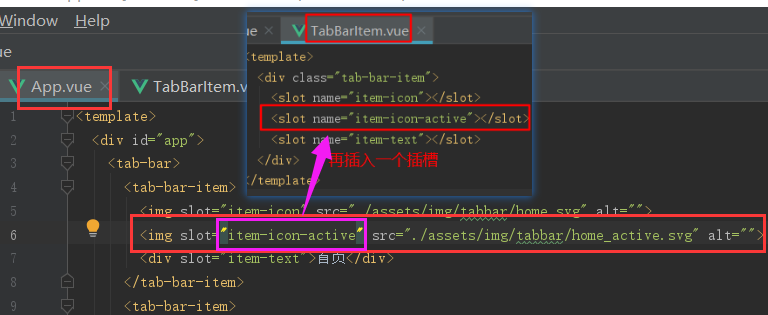 Window Help
TabBarItem.vue
ue
<template>
<div class="tab-bar-item">
<slot name="item-icon"></slot>
<slot name="item-icon-active"></slot>
<slot name="item-text"></slot>
</div>
</template>
再插入一个插槽
App.vue
TabBarItem.v
1 <template>
2 <div id="app">
3 <tab-bar>
4 <tab-bar-item>
5 <img slot="item-icon" src="./assets/img/tabbar/home.svg" alt="">
6 <img slot="item-icon-active" src="./assets/img/tabbar/home_active.svg" alt="">
7 <div slot="item-text">首页</div>
8 </tab-bar-item>
9 <tab-bar-item>